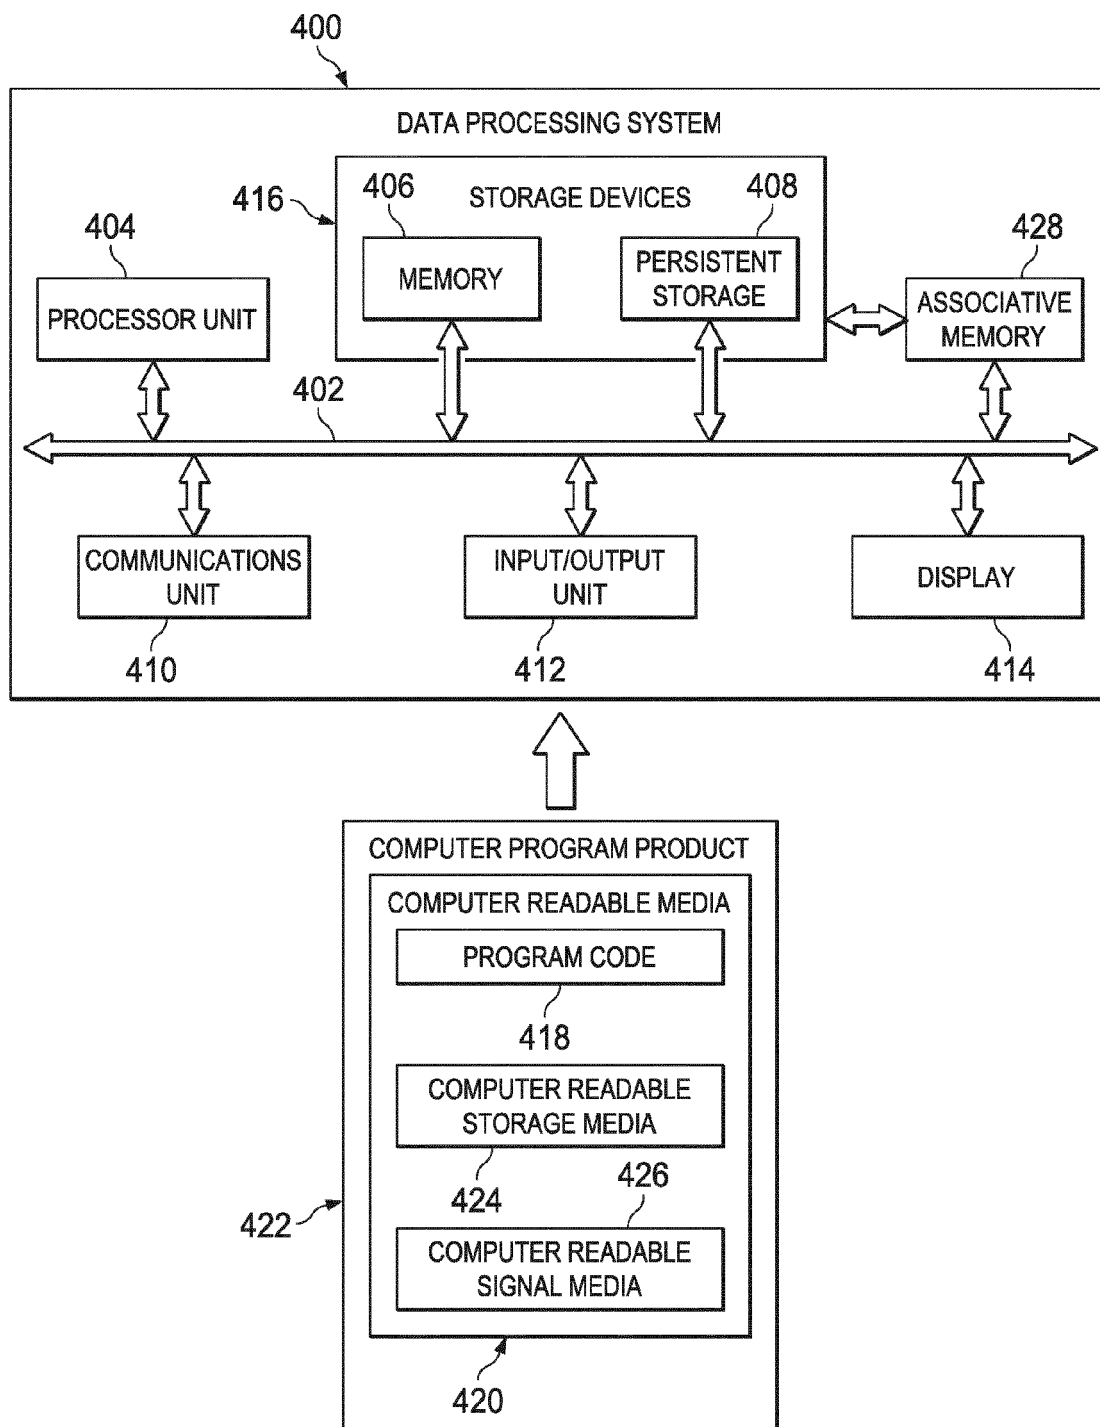 400
DATA PROCESSING SYSTEM
416
406
STORAGE DEVICES
408
404
428
MEMORY
PERSISTENT
STORAGE
PROCESSOR UNIT
ASSOCIATIVE
MEMORY
402
COMMUNICATIONS
UNIT
INPUT/OUTPUT
UNIT
DISPLAY
410
412
414
COMPUTER PROGRAM PRODUCT
COMPUTER READABLE MEDIA
PROGRAM CODE
418
COMPUTER READABLE
STORAGE MEDIA
424
426
422
COMPUTER READABLE
SIGNAL MEDIA
420